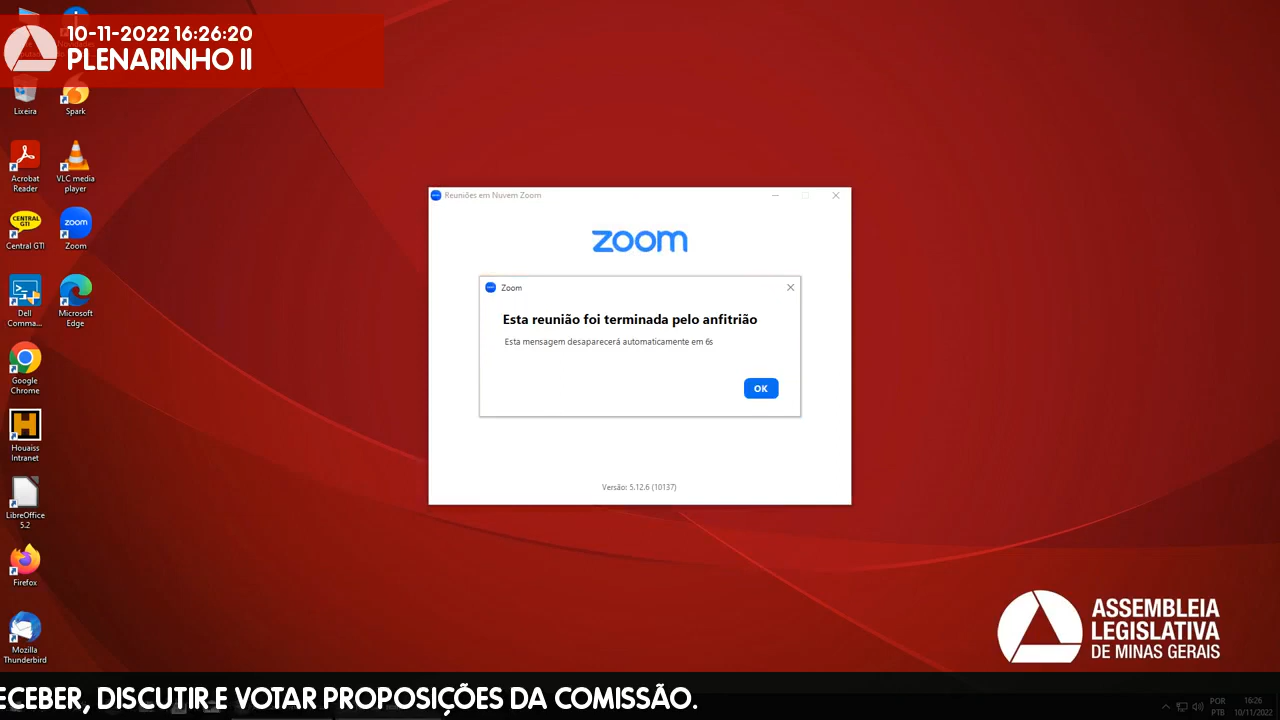 10-11-2022 16:26:20
PLENARINHO II
Lixeira
Spark
Acrobat
Reader
VLC media
player
CENTRAL
GTI
Central GTI
zoom
Zoom
Dell
Comma...
Microsoft
Edge
Google
Chrome
Houaiss
Intranet
LibreOffice
5.2
Firefox
Mozilla
Thunderbird
Reuniões em Nuvem Zoom
zoom
Zoom
Esta reunião foi terminada pelo anfitrião
Esta mensagem desaparecerá automaticamente em 6s
OK
Versão: 5.12.6 (10137)
ASSEMBLEIA
LEGISLATIVA
DE MINAS GERAIS
ECEBER, DISCUTIR E VOTAR PROPOSIÇÕES DA COMISSÃO.
POR
PTB
16:26
10/11/2022